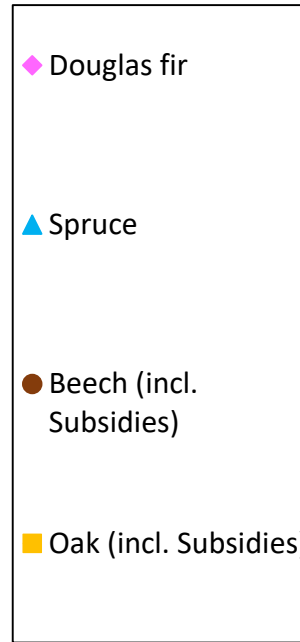 Douglas fir
Spruce
Beech (incl.
Subsidies)
Oak (incl. Subsidies